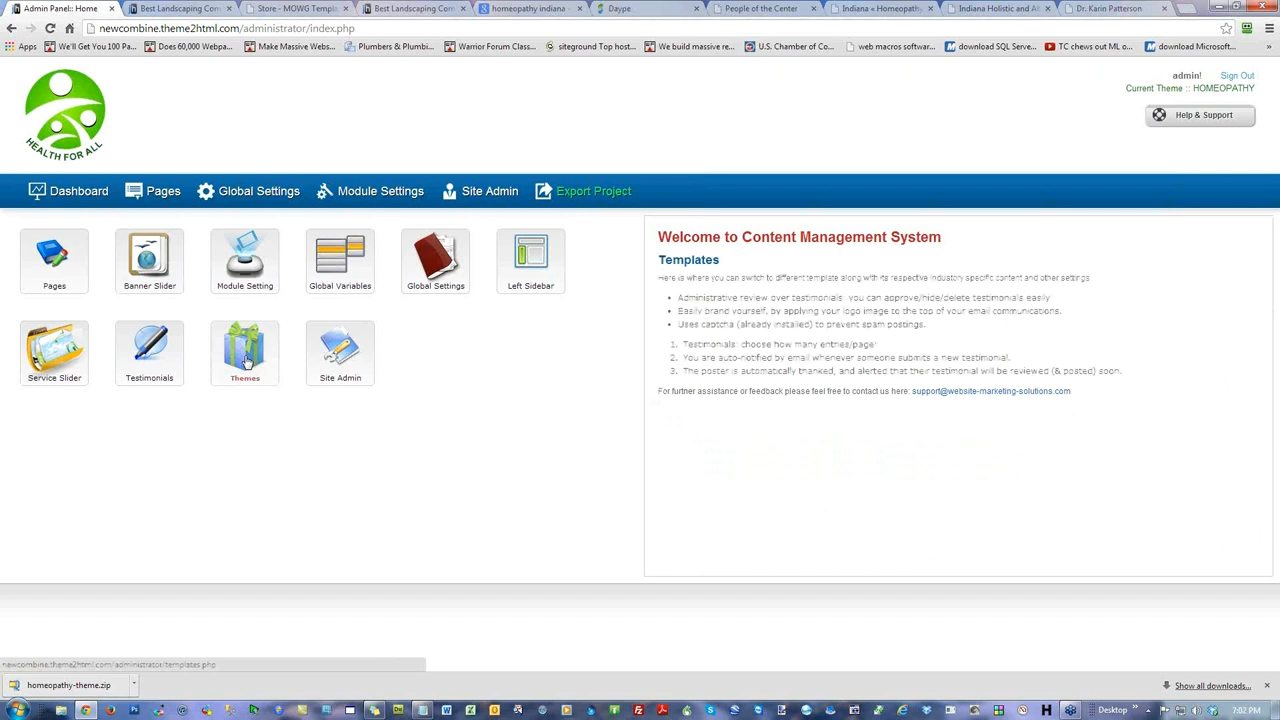 Admin Panel:: Home
Best Landscaping Com
Store - MOWG Templa
Best Landscaping Com
homeopathy indiana -
Daype
People of the Center
Indiana « Homeopathy
Indiana Holistic and Al
Dr. Karin Patterson
newcombine.theme2html.com/administrator/index.php
Apps
We'll Get You 100 Pa...
Does 60,000 Webpa...
Make Massive Webs...
Plumbers & Plumbi...
Warrior Forum Class...
siteground Top host...
We build massive re...
U.S. Chamber of Co...
web macros softwar...
download SQL Serve...
TC chews out ML o...
download Microsoft...
»
HEALTH FOR ALL
admin!
Sign Out
Current Theme :: HOMEOPATHY
Help & Support
Dashboard
Pages
Global Settings
Module Settings
Site Admin
Export Project
Pages
Banner Slider
Module Setting
Global Variables
Global Settings
Left Sidebar
Service Slider
Testimonials
Themes
Site Admin
Welcome to Content Management System
Templates
Here is where you can switch to different template along with its respective industory specific content and other settings
• Administrative review over testimonials you can approve/hide/delete testimonials easily
• Easily brand yourself, by applying your logo image to the top of your email communications.
• Uses captcha (already installed) to prevent spam postings.
1. Testimonials: choose how many entries/page'
2. You are auto-notified by email whenever someone submits a new testimonial.
3. The poster is automatically thanked, and alerted that their testimonial will be reviewed (& posted) soon.
For further assistance or feedback please feel free to contact us here: support@website-marketing-solutions.com
newcombine.theme2html.com/administrator/templates.php
homeopathy-theme.zip
Show all downloads...
Desktop
»
7:02 PM